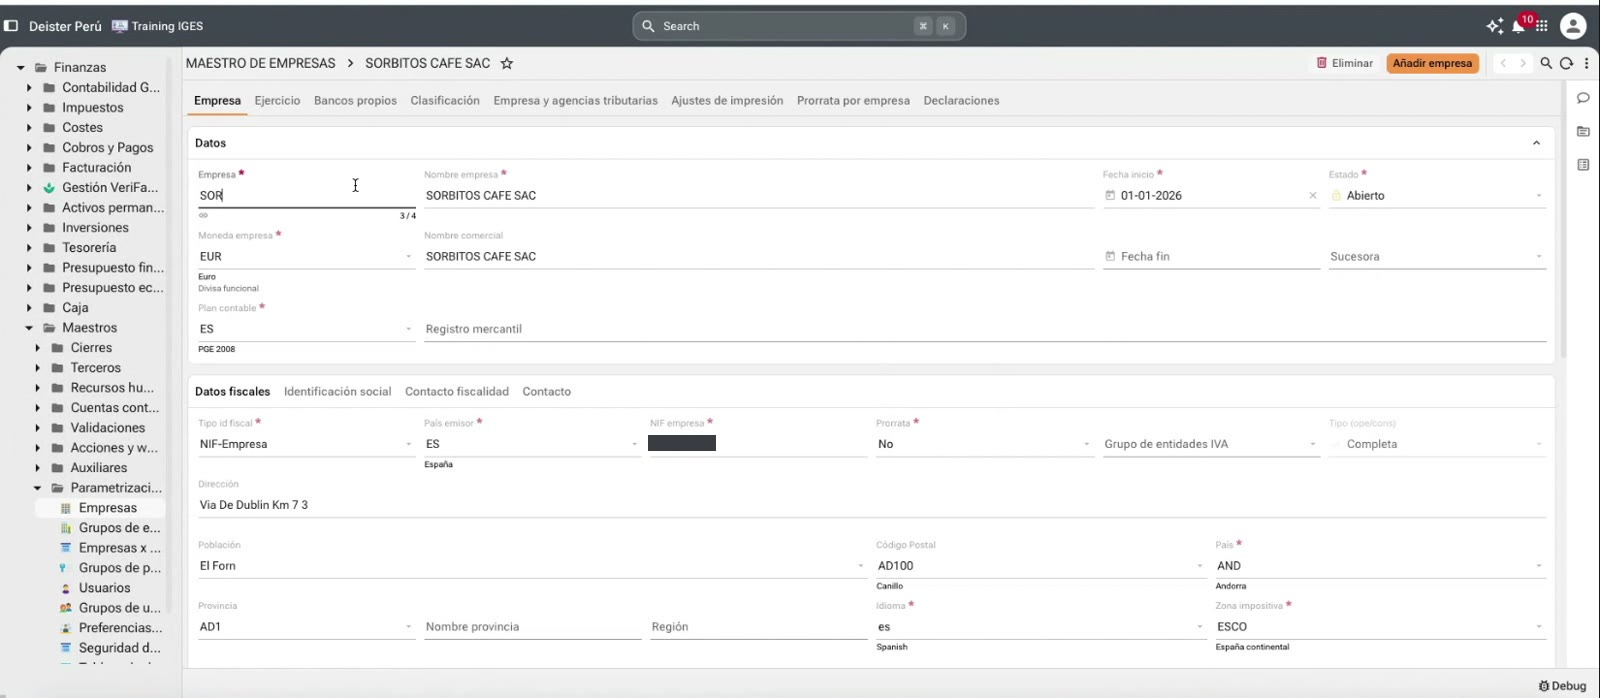 Deister Perú Training IGES Search ⌘ K 10
Finanzas
Contabilidad G...
Impuestos
Costes
Cobros y Pagos
Facturación
Gestión VeriFa...
Activos perman...
Inversiones
Tesorería
Presupuesto fin...
Presupuesto ec...
Caja
Maestros
Cierres
Terceros
Recursos hu...
Cuentas cont...
Validaciones
Acciones y w...
Auxiliares
Parametrizaci...
Empresas
Grupos de e...
Empresas x ...
Grupos de p...
Usuarios
Grupos de u...
Preferencias...
Seguridad d...
MAESTRO DE EMPRESAS > SORBITOS CAFE SAC Eliminar Añadir empresa
Empresa Ejercicio Bancos propios Clasificación Empresa y agencias tributarias Ajustes de impresión Prorrata por empresa Declaraciones
Datos
Empresa * Nombre empresa * Fecha inicio * Estado *
SOR SORBITOS CAFE SAC 01-01-2026 Abierto
3 / 4
Moneda empresa * Nombre comercial
EUR SORBITOS CAFE SAC Fecha fin Sucesora
Euro
Divisa funcional
Plan contable *
ES Registro mercantil
PGE 2008
Datos fiscales Identificación social Contacto fiscalidad Contacto
Tipo id fiscal * País emisor * NIF empresa * Prorrata * Tipo (ope/cons)
NIF-Empresa ES No Grupo de entidades IVA Completa
España
Dirección
Via De Dublin Km 7 3
Población Código Postal País *
El Forn AD100 AND
Canillo Andorra
Provincia Idioma * Zona impositiva *
AD1 Nombre provincia Región es ESCO
Spanish España continental
Debug